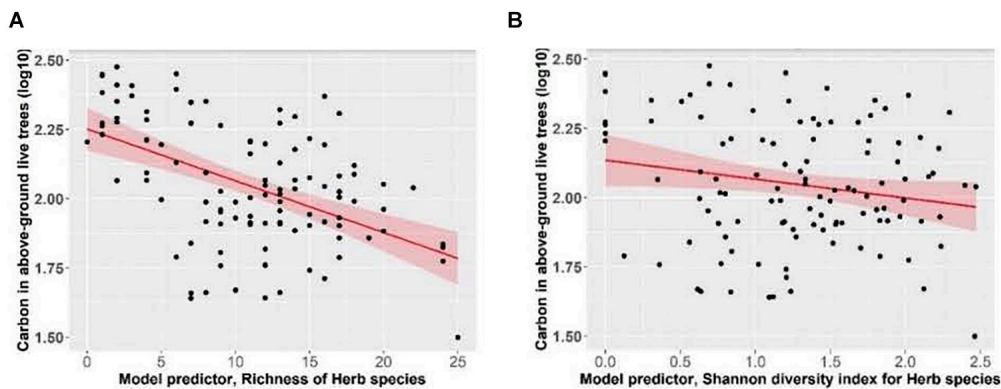 A
B
Carbon in above-ground live trees (log10)
2.50
2.25
2.00
1.75
1.50
0 5 10 15 20 25
Model predictor, Richness of Herb species
Carbon in above-ground live trees (log10)
2.50
2.25
2.00
1.75
1.50
0.0 0.5 1.0 1.5 2.0 2.5
Model predictor, Shannon diversity index for Herb species